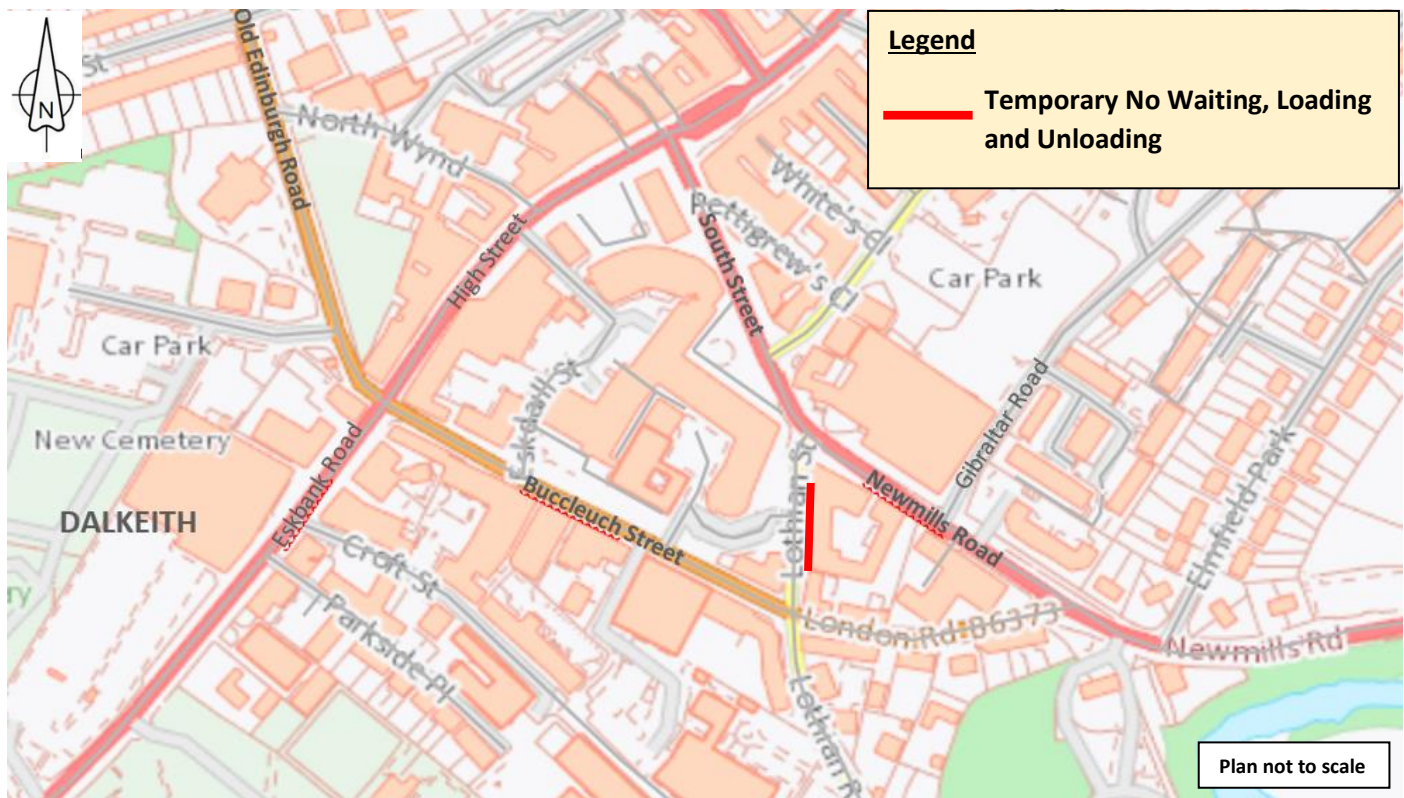 Legend
Temporary No Waiting, Loading
and Unloading
N
St
Old Edinburgh Road
North Wynd
White's Cl
Pettigrew's Cl
South Street
High Street
Car Park
Car Park
Eskdaill St
Gibraltar Road
New Cemetery
Eskbank Road
Lothian St
Newmills Road
Elmfield Park
DALKEITH
Buccleuch Street
Croft St
Parkside Pl
London Rd B6373
Newmills Rd
ry
Lothian R
Plan not to scale